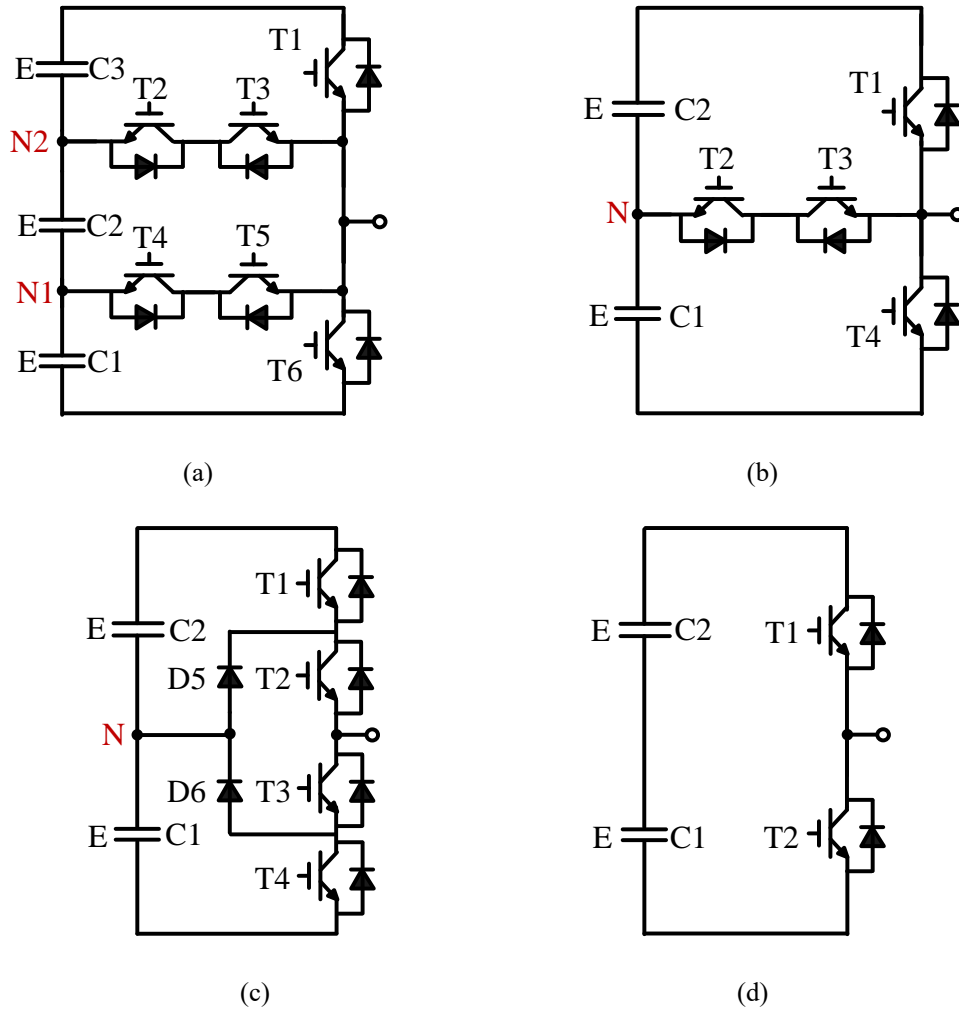 T1
E C3
T2 T3
N2
E C2
T4 T5
N1
E C1
T6
(a)
T1
E C2
T2 T3
N
E C1
T4
(b)
T1
E C2
D5 T2
N
D6 T3
E C1
T4
(c)
T1
E C2
E C1
T2
(d)